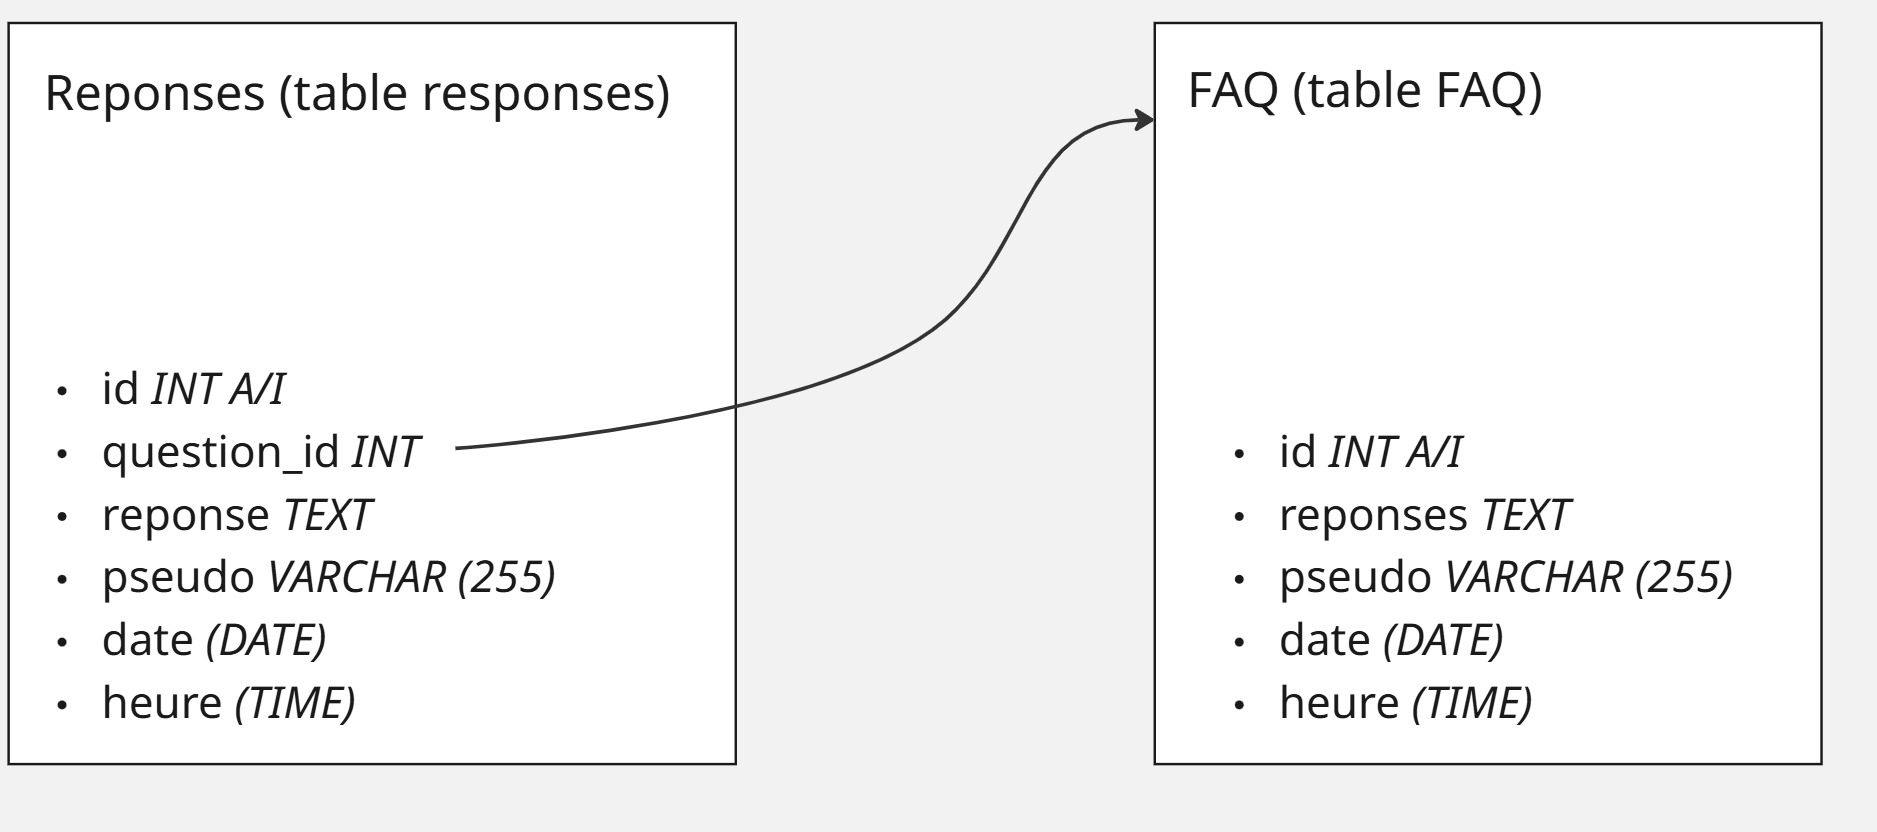 Reponses (table responses)
• id INT A/I
• question_id INT
• reponse TEXT
• pseudo VARCHAR (255)
• date (DATE)
• heure (TIME)
FAQ (table FAQ)
• id INT A/I
• reponses TEXT
• pseudo VARCHAR (255)
• date (DATE)
• heure (TIME)